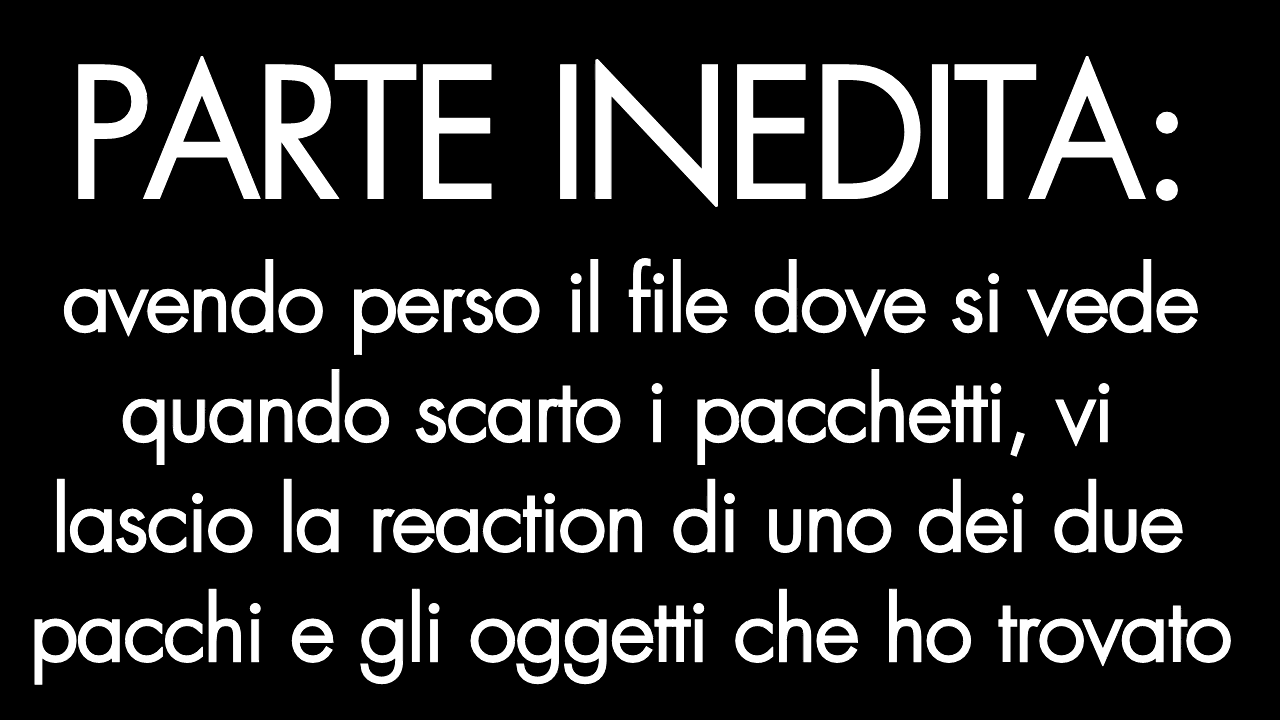 PARTE INEDITA:
avendo perso il file dove si vede
quando scarto i pacchetti, vi
lascio la reaction di uno dei due
pacchi e gli oggetti che ho trovato